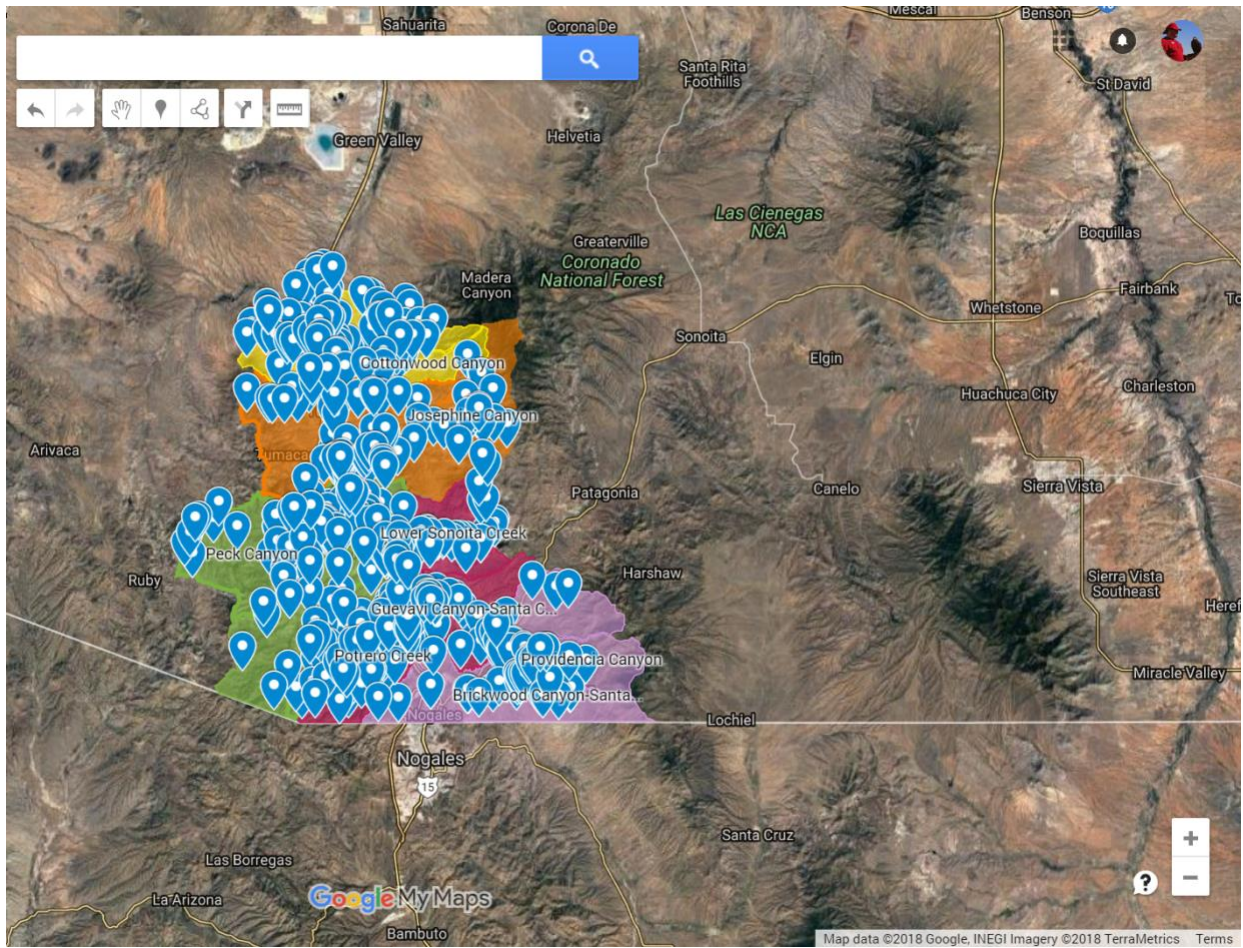 Mescal
Benson
Sahuarita
Corona De
Santa Rita
Foothills
St David
Green Valley
Helvetia
Las Cienegas
NCA
Greaterville
Coronado
National Forest
Boquillas
Madera
Canyon
Fairbank
Whetstone
Sonoita
Elgin
Cottonwood Canyon
Huachuca City
Charleston
Josephine Canyon
Arivaca
Tumaca
Patagonia
Canelo
Sierra Vista
Lower Sonoita Creek
Peck Canyon
Ruby
Harshaw
Sierra Vista
Southeast
Guevavi Canyon-Santa C...
Heref
Potrero Creek
Providencia Canyon
Miracle Valley
Brickwood Canyon-Santa...
Nogales
Lochiel
Nogales
15
Santa Cruz
Las Borregas
La Arizona
Google MyMaps
?
Bambuto
Map data ©2018 Google, INEGI Imagery ©2018 TerraMetrics Terms